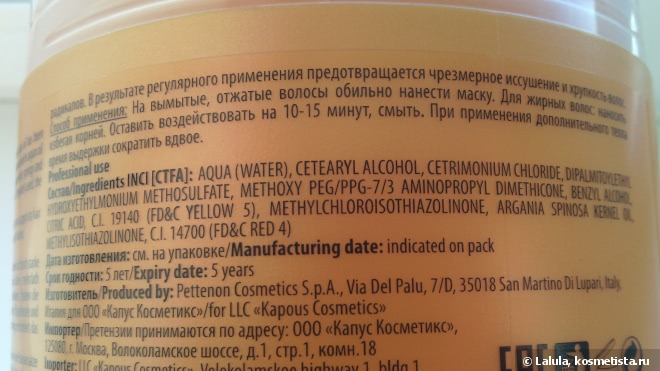 радикалов. В результате регулярного применения предотвращается чрезмерное иссушение и хрупкость волос.
Способ применения: На вымытые, отжатые волосы обильно нанести маску. Для жирных волос: наносить
избегая корней. Оставить воздействовать на 10-15 минут, смыть. При применении дополнительного тепла
время выдержки сократить вдвое.
Professional use
Состав/Ingredients INCI [CTFA]: AQUA (WATER), CETEARYL ALCOHOL, CETRIMONIUM CHLORIDE, DIPALMITOYLETHYL
HYDROXYETHYLMONIUM METHOSULFATE, METHOXY PEG/PPG-7/3 AMINOPROPYL DIMETHICONE, BENZYL ALCOHOL,
CITRIC ACID, C.I. 19140 (FD&C YELLOW 5), METHYLCHLOROISOTHIAZOLINONE, ARGANIA SPINOSA KERNEL OIL,
METHYLISOTHIAZOLINONE, C.I. 14700 (FD&C RED 4)
Дата изготовления: см. на упаковке/Manufacturing date: indicated on pack
Срок годности: 5 лет/Expiry date: 5 years
Изготовитель/Produced by: Pettenon Cosmetics S.p.A., Via Del Palu, 7/D, 35018 San Martino Di Lupari, Italy.
Италия для ООО «Капус Косметикс»/for LLC «Kapous Cosmetics»
Импортер/Претензии принимаются по адресу: ООО «Капус Косметикс»,
125080, г. Москва, Волоколамское шоссе, д.1, стр.1, комн.18
Importer: LLC «Kapous Cosmetics», Volokolamskoe highway 1, bldg 1
EAC
© Lalula, kosmetista.ru